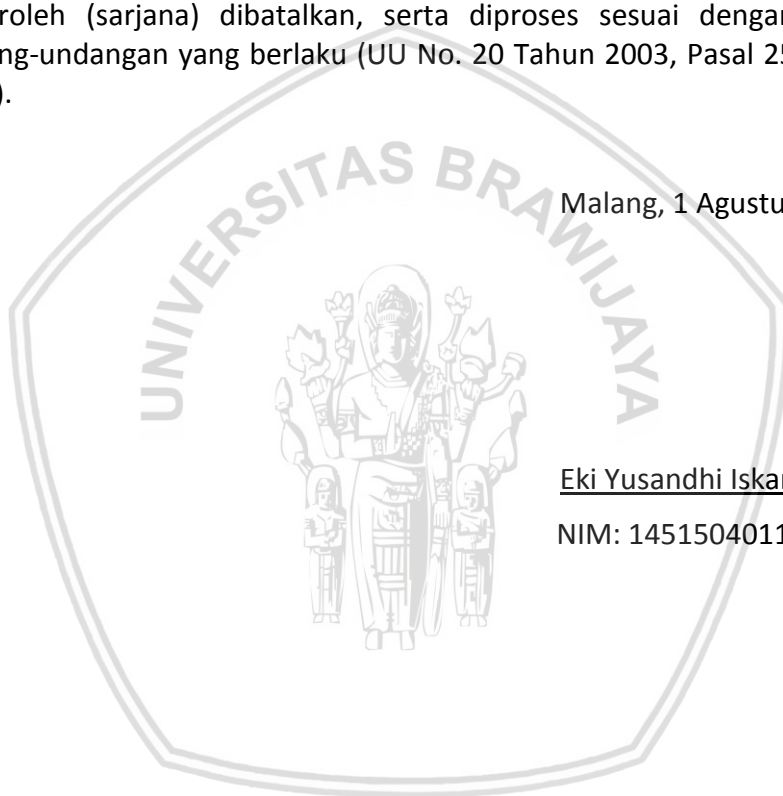 roleh (sarjana) dibatalkan, serta diproses sesuai dengan
ng-undangan yang berlaku (UU No. 20 Tahun 2003, Pasal 25
).
UNIVERSITAS BRAWIJAYA
Malang, 1 Agustu
Eki Yusandhi Iskan
NIM: 1451504011